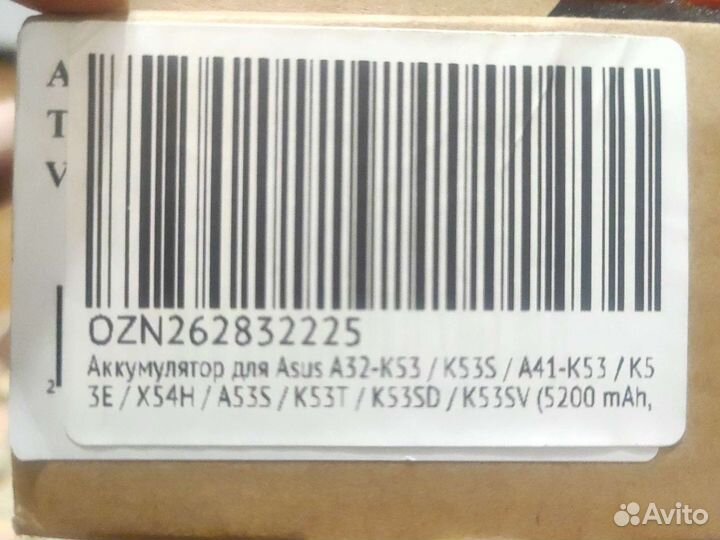 A
T
V
2
OZN262832225
Аккумулятор для Asus A32-K53 / K53S / A41-K53 / K5
3E / X54H / A53S / K53T / K53SD / K53SV (5200 mAh,
Avito